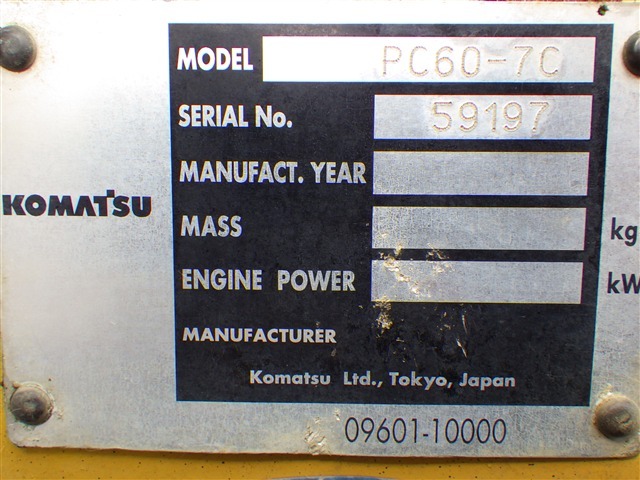 MODEL PC60-7C
SERIAL No. 59197
MANUFACT. YEAR
KOMATSU
MASS kg
ENGINE POWER kW
MANUFACTURER
Komatsu Ltd., Tokyo, Japan
09601-10000